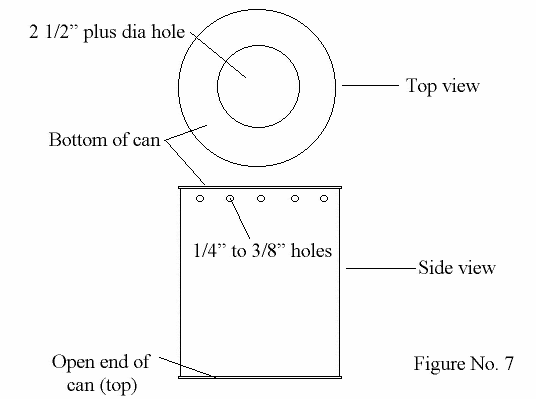 2 1/2” plus dia hole
Top view
Bottom of can
1/4” to 3/8” holes
Side view
Open end of
can (top)
Figure No. 7